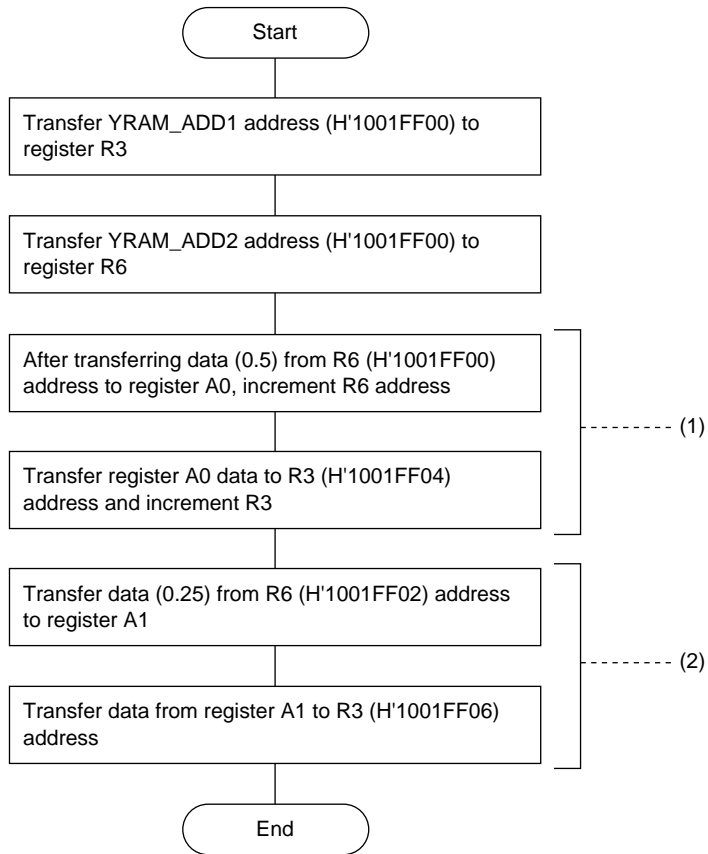 Start
Transfer YRAM_ADD1 address (H'1001FF00) to
register R3
Transfer YRAM_ADD2 address (H'1001FF00) to
register R6
After transferring data (0.5) from R6 (H'1001FF00)
address to register A0, increment R6 address
Transfer register A0 data to R3 (H'1001FF04)
address and increment R3
(1)
Transfer data (0.25) from R6 (H'1001FF02) address
to register A1
Transfer data from register A1 to R3 (H'1001FF06)
address
(2)
End